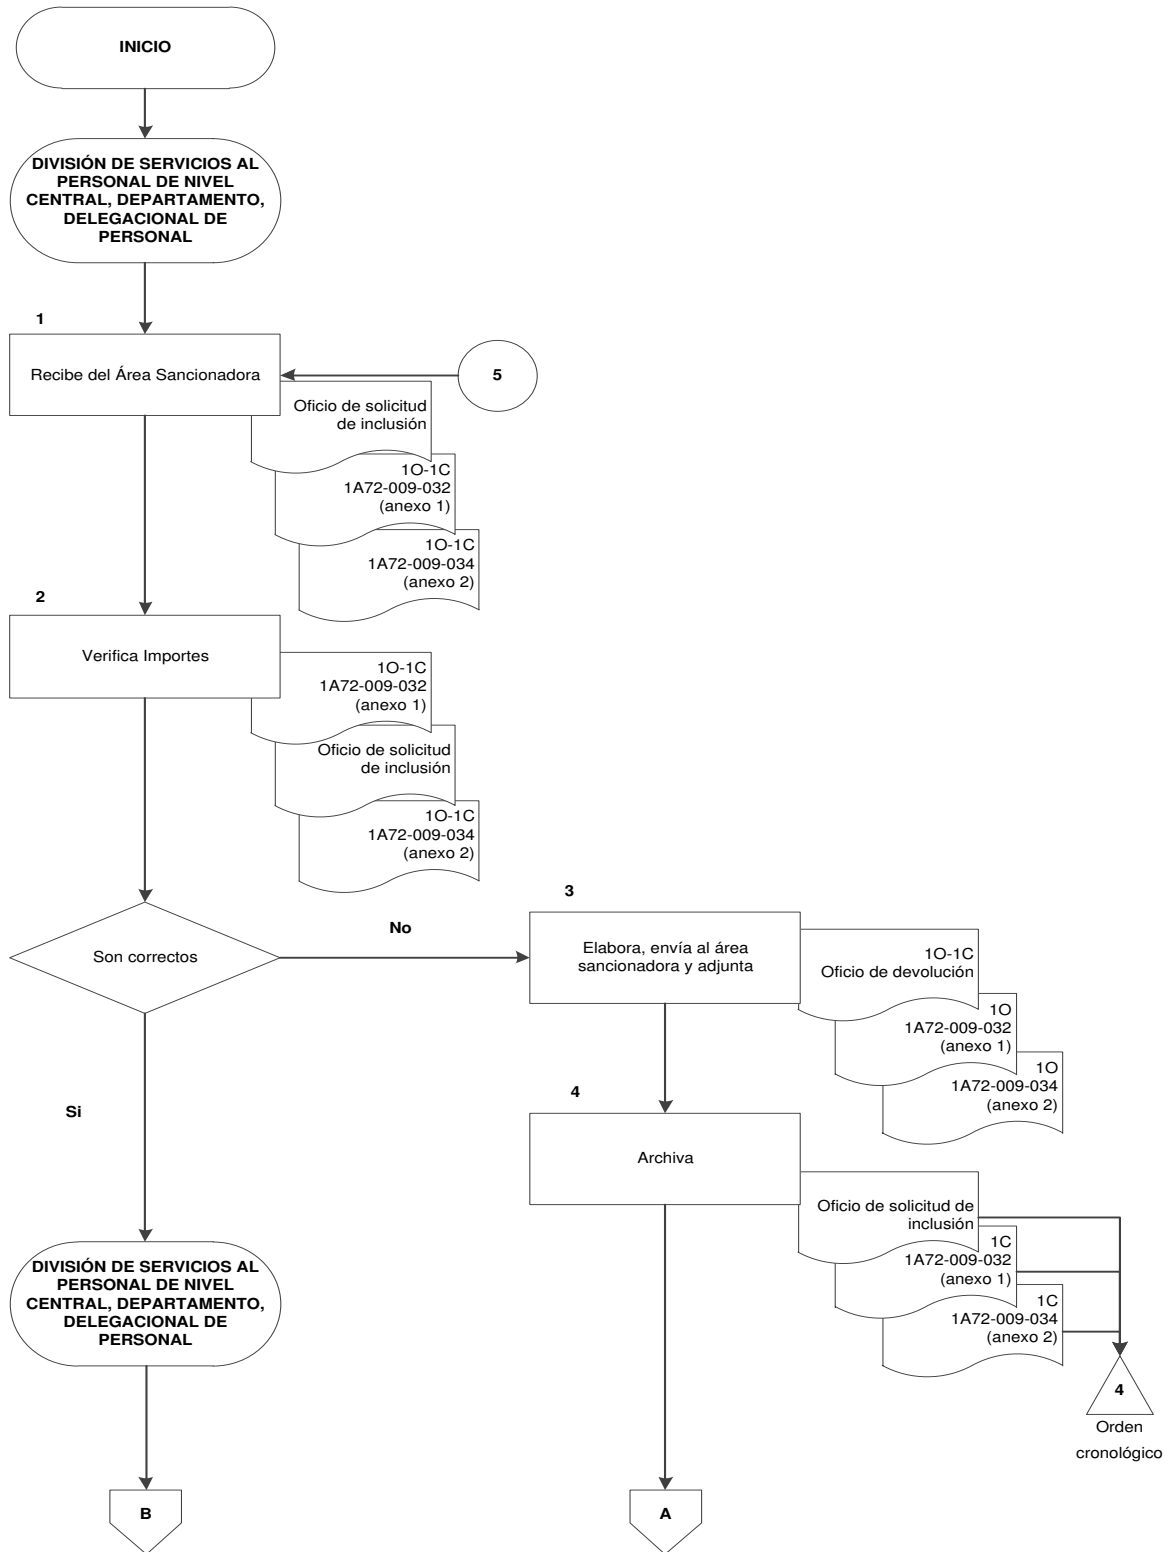 INICIO
DIVISIÓN DE SERVICIOS AL
PERSONAL DE NIVEL
CENTRAL, DEPARTAMENTO,
DELEGACIONAL DE
PERSONAL
1
Recibe del Área Sancionadora
5
Oficio de solicitud
de inclusión
1O-1C
1A72-009-032
(anexo 1)
1O-1C
1A72-009-034
(anexo 2)
2
Verifica Importes
1O-1C
1A72-009-032
(anexo 1)
Oficio de solicitud
de inclusión
1O-1C
1A72-009-034
(anexo 2)
Son correctos
No
3
Elabora, envía al área
sancionadora y adjunta
1O-1C
Oficio de devolución
1O
1A72-009-032
(anexo 1)
1O
1A72-009-034
(anexo 2)
Si
4
Archiva
Oficio de solicitud de
inclusión
1C
1A72-009-032
(anexo 1)
1C
1A72-009-034
(anexo 2)
4
Orden
cronológico
DIVISIÓN DE SERVICIOS AL
PERSONAL DE NIVEL
CENTRAL, DEPARTAMENTO,
DELEGACIONAL DE
PERSONAL
B
A